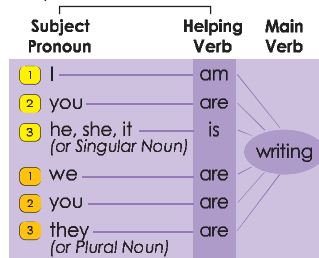 Subject Pronoun Helping Verb Main Verb
1 I am
2 you are
3 he, she, it is
(or Singular Noun)
writing
1 we are
2 you are
3 they are
(or Plural Noun)